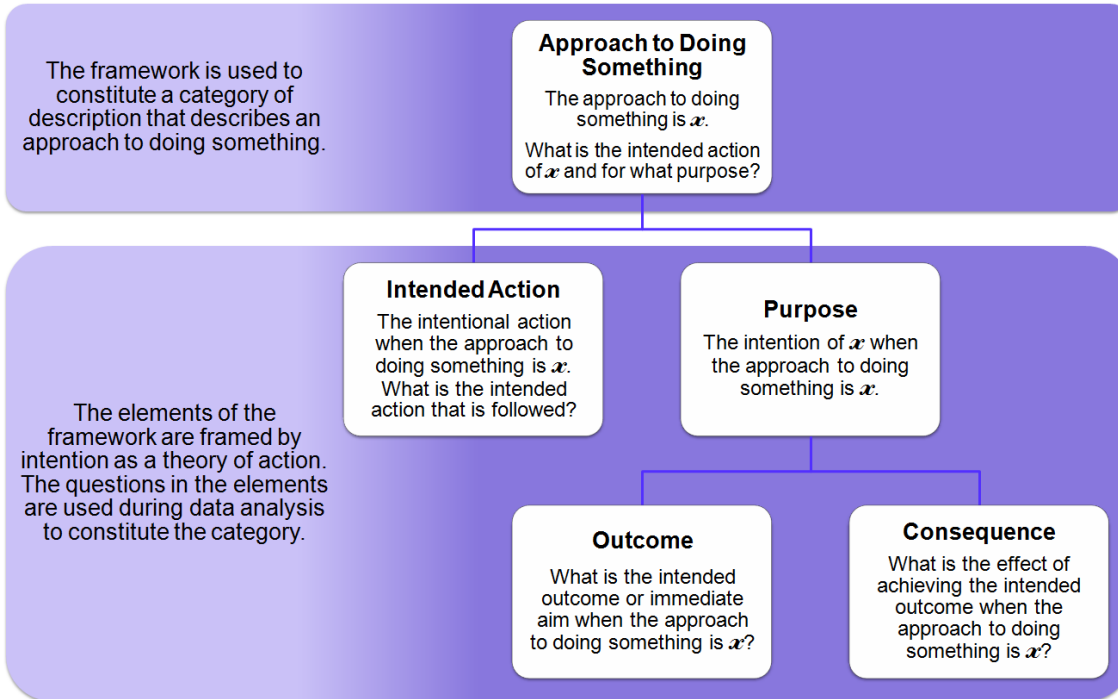 The framework is used to
constitute a category of
description that describes an
approach to doing something.
Approach to Doing
Something
The approach to doing
something is x.
What is the intended action
of x and for what purpose?
The elements of the
framework are framed by
intention as a theory of action.
The questions in the elements
are used during data analysis
to constitute the category.
Intended Action
The intentional action
when the approach to
doing something is x.
What is the intended
action that is followed?
Purpose
The intention of x when
the approach to doing
something is x.
Outcome
What is the intended
outcome or immediate
aim when the approach
to doing something is x?
Consequence
What is the effect of
achieving the intended
outcome when the
approach to doing
something is x?